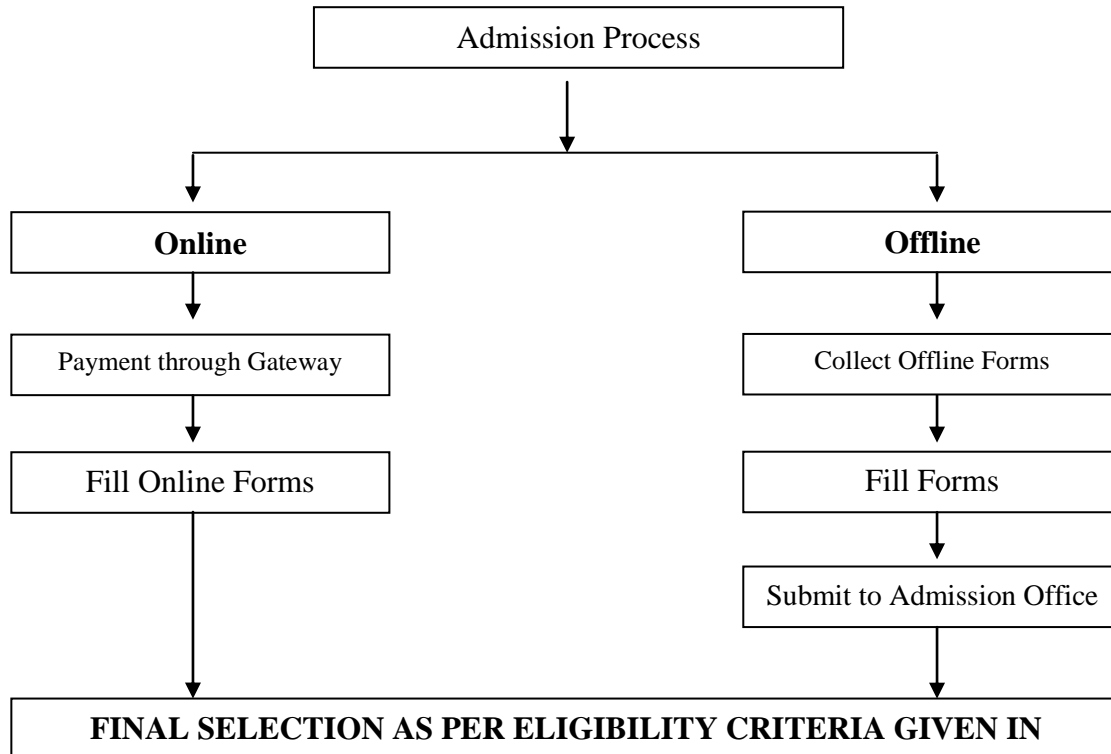 Admission Process
Online
Offline
Payment through Gateway
Collect Offline Forms
Fill Online Forms
Fill Forms
Submit to Admission Office
FINAL SELECTION AS PER ELIGIBILITY CRITERIA GIVEN IN